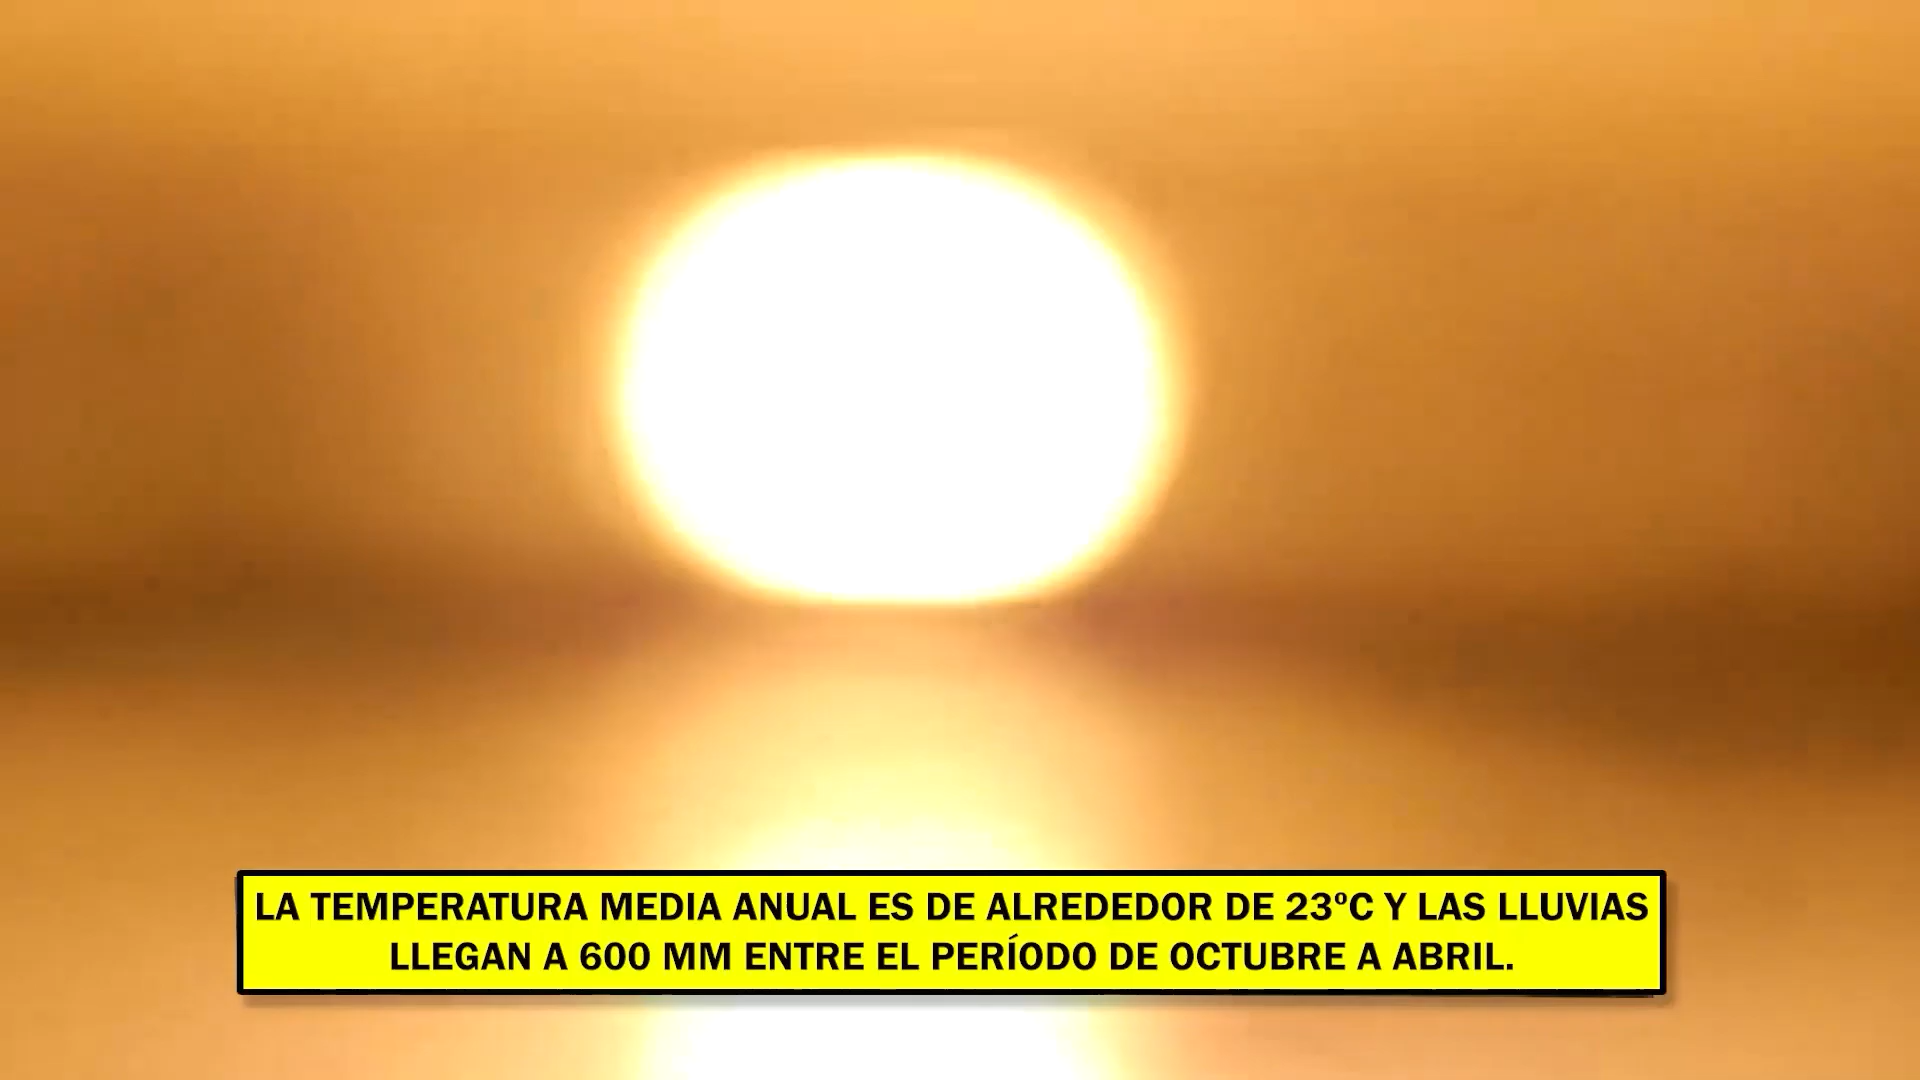 LA TEMPERATURA MEDIA ANUAL ES DE ALREDEDOR DE 23ºC Y LAS LLUVIAS
LLEGAN A 600 MM ENTRE EL PERÍODO DE OCTUBRE A ABRIL.